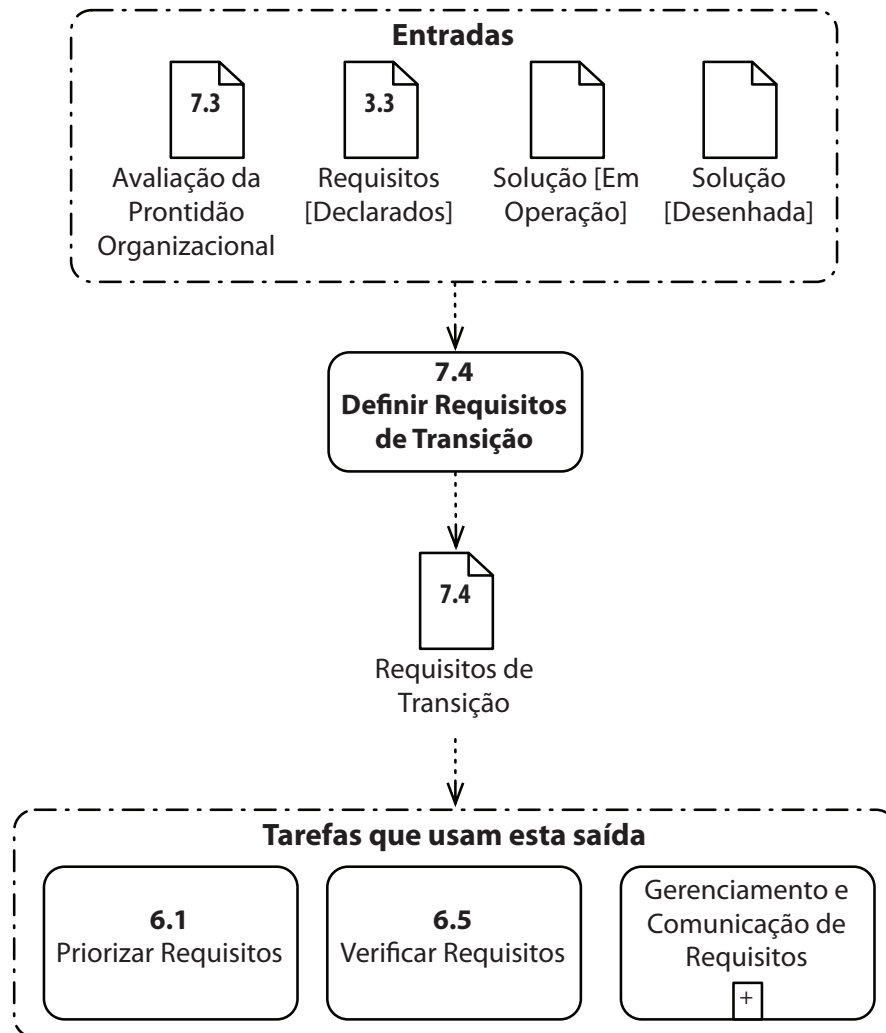 Entradas
7.3
3.3
Avaliação da
Prontidão
Organizacional
Requisitos
[Declarados]
Solução [Em
Operação]
Solução
[Desenhada]
7.4
Definir Requisitos
de Transição
7.4
Requisitos de
Transição
Tarefas que usam esta saída
6.1
Priorizar Requisitos
6.5
Verificar Requisitos
Gerenciamento e
Comunicação de
Requisitos
+